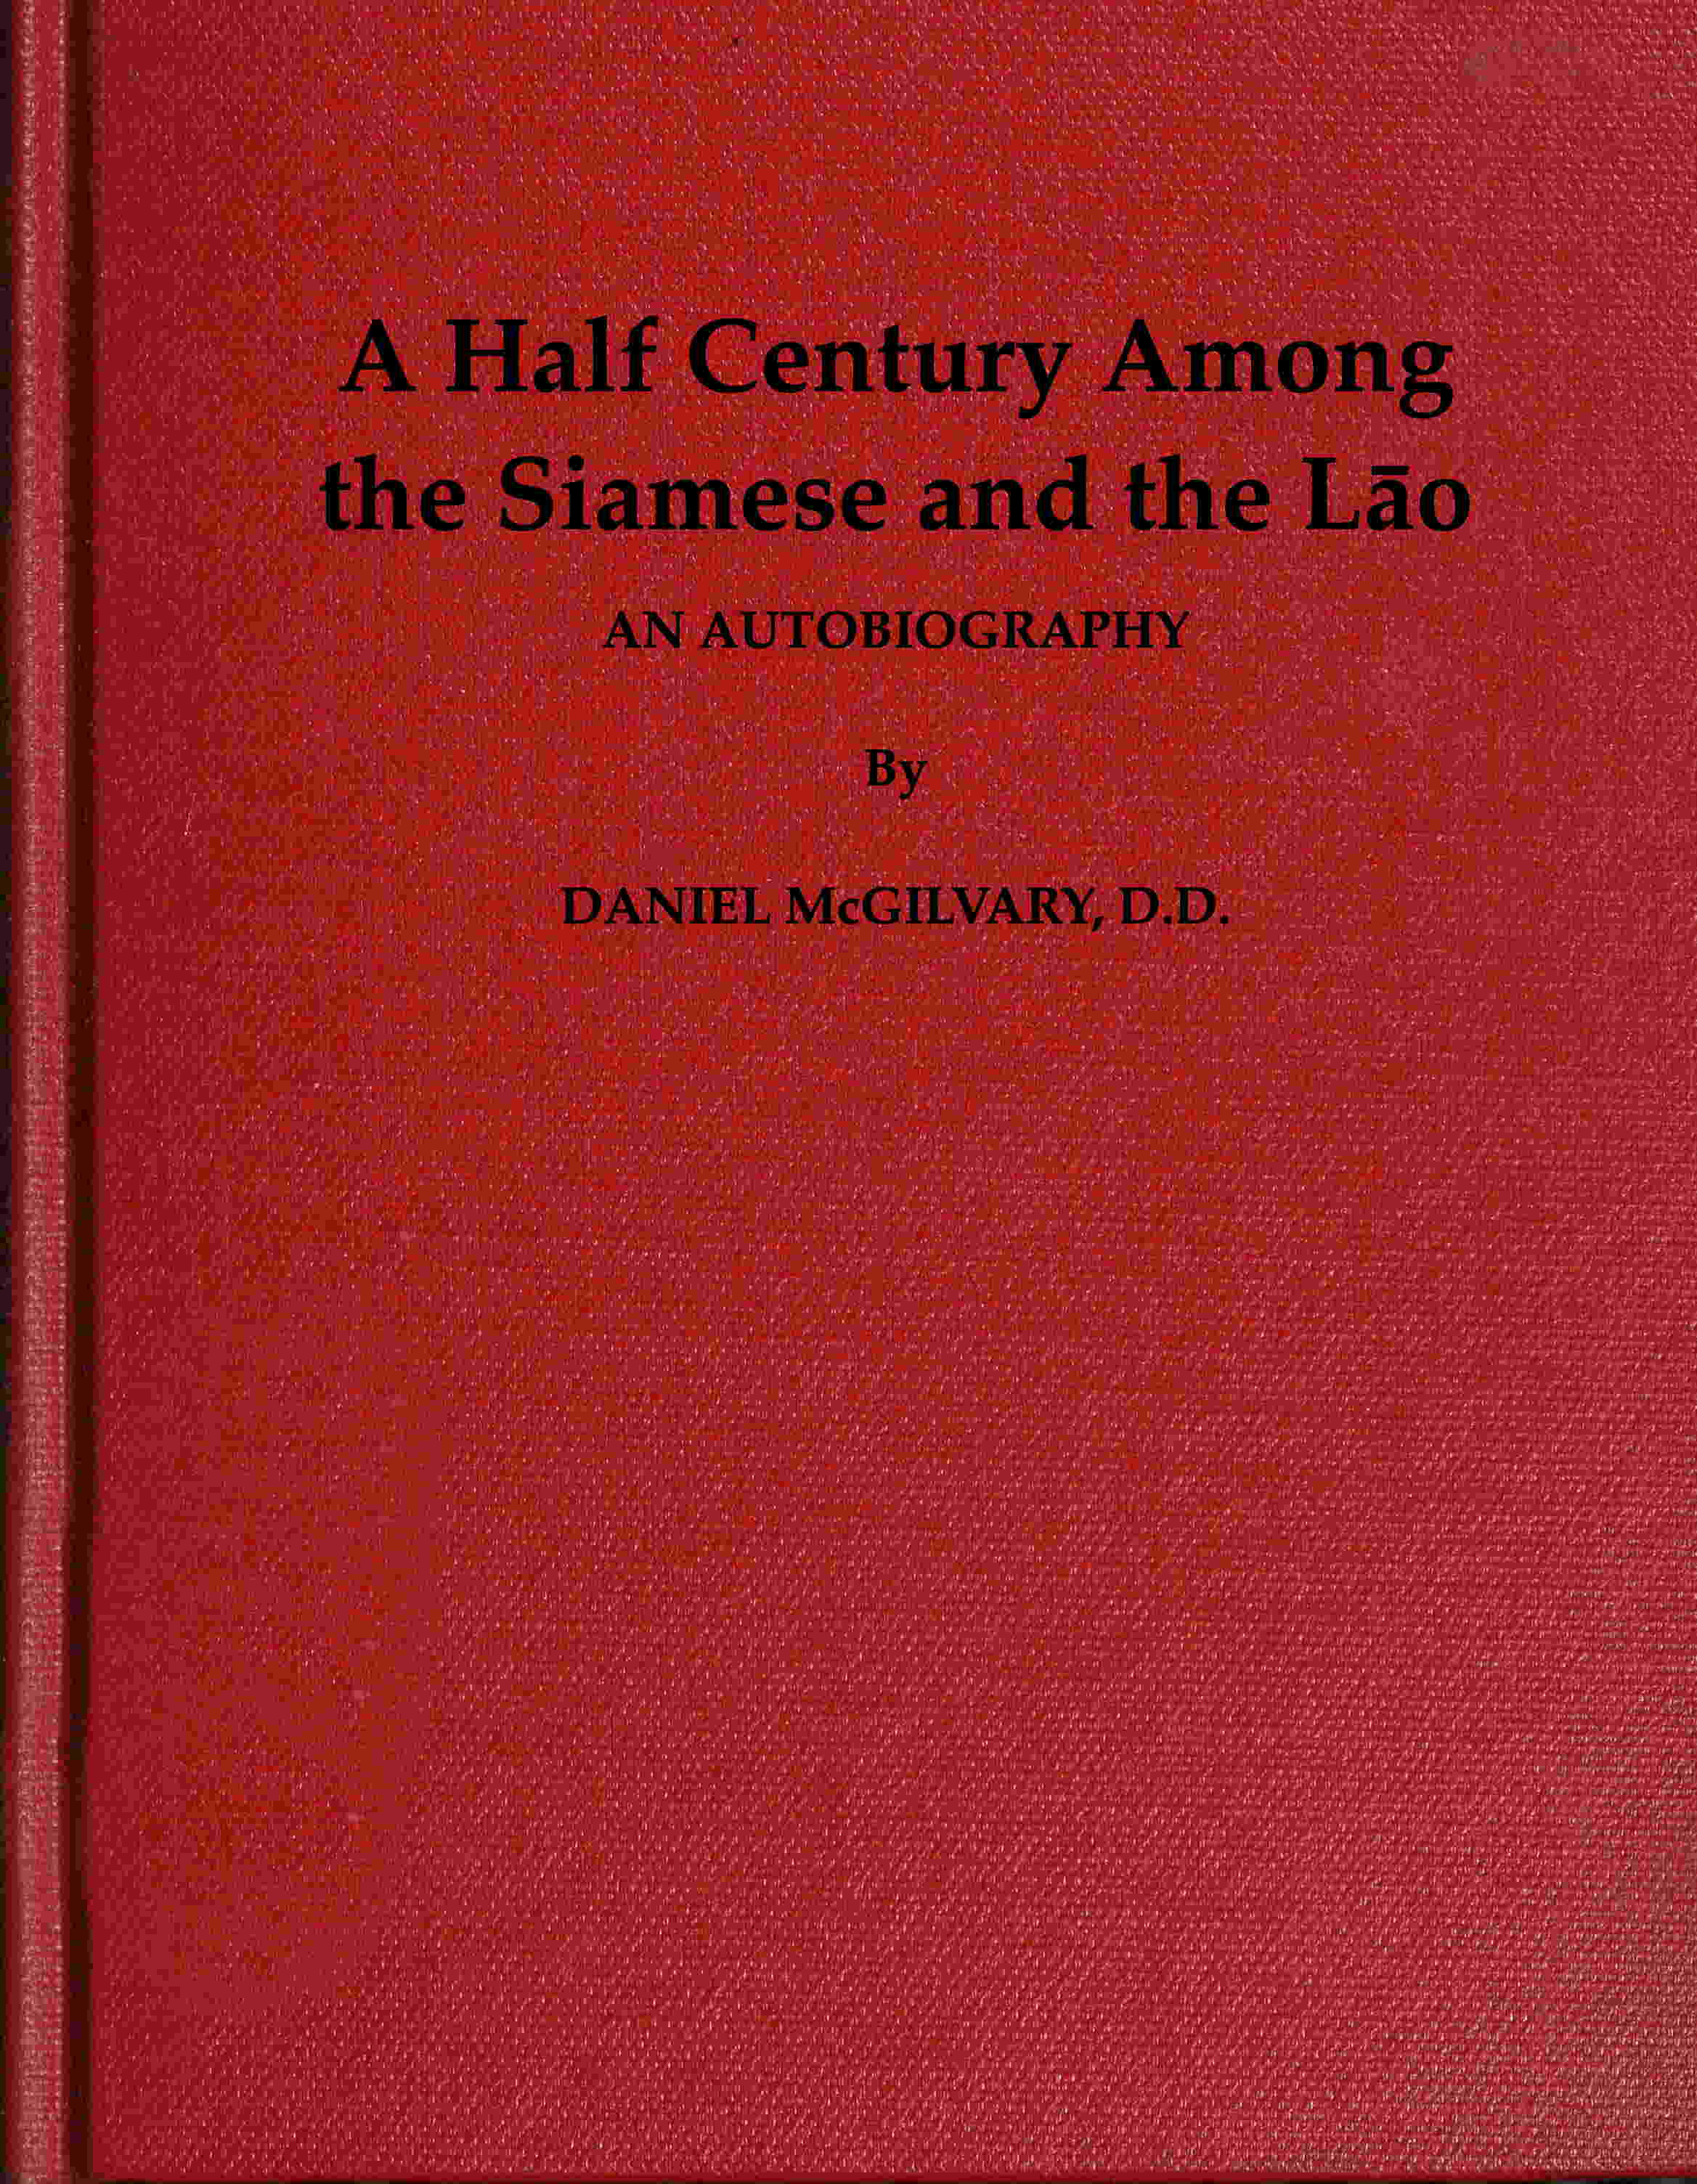 A Half Century Among
the Siamese and the Lāo
AN AUTOBIOGRAPHY
By
DANIEL McGILVARY, D.D.